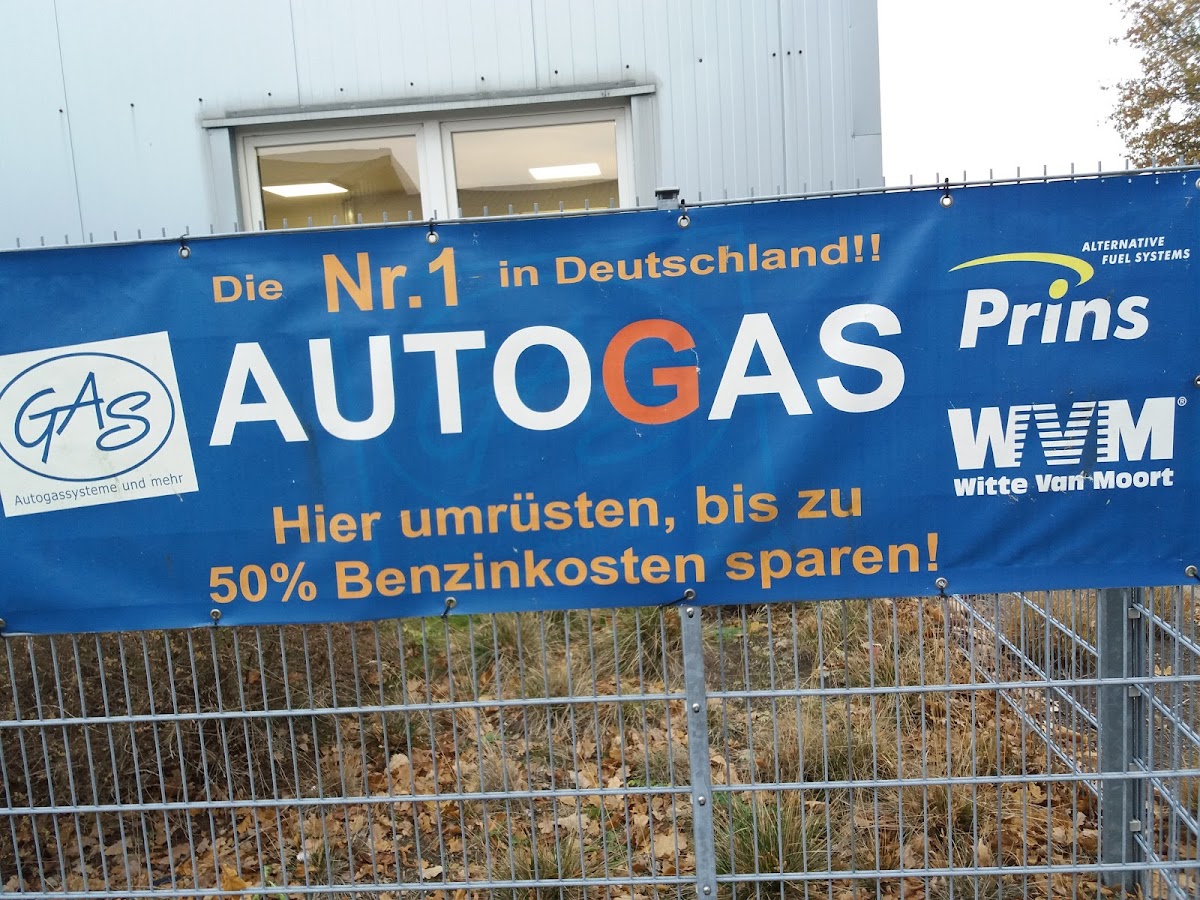 Die Nr.1 in Deutschland!!
AUTOGAS
Hier umrüsten, bis zu
50% Benzinkosten sparen!
GAS
Autogassysteme und mehr
ALTERNATIVE
FUEL SYSTEMS
Prins
WVM®
Witte Van Moort